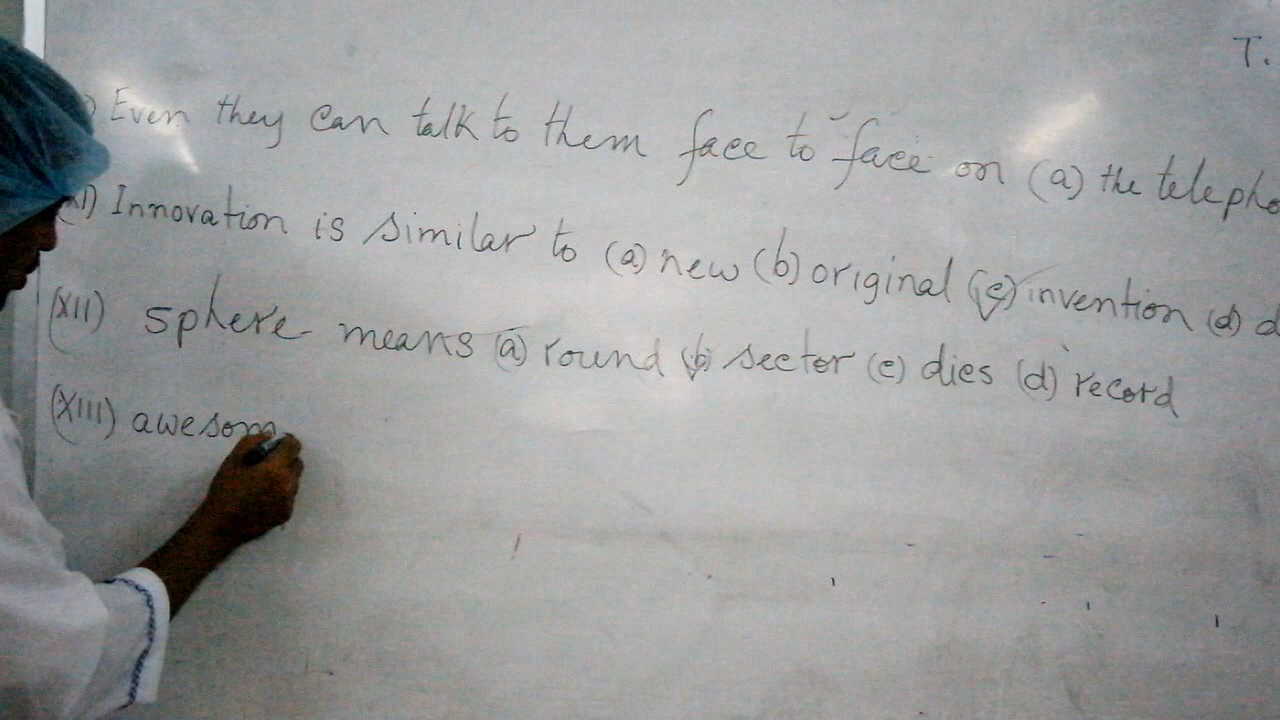 T.
) Even they can talk to them face to face on (a) the telepho
XI) Innovation is similar to (a) new (b) original (c) invention (d) d
(XII) sphere means (a) round (b) sector (c) dies (d) record
(XIII) awesom